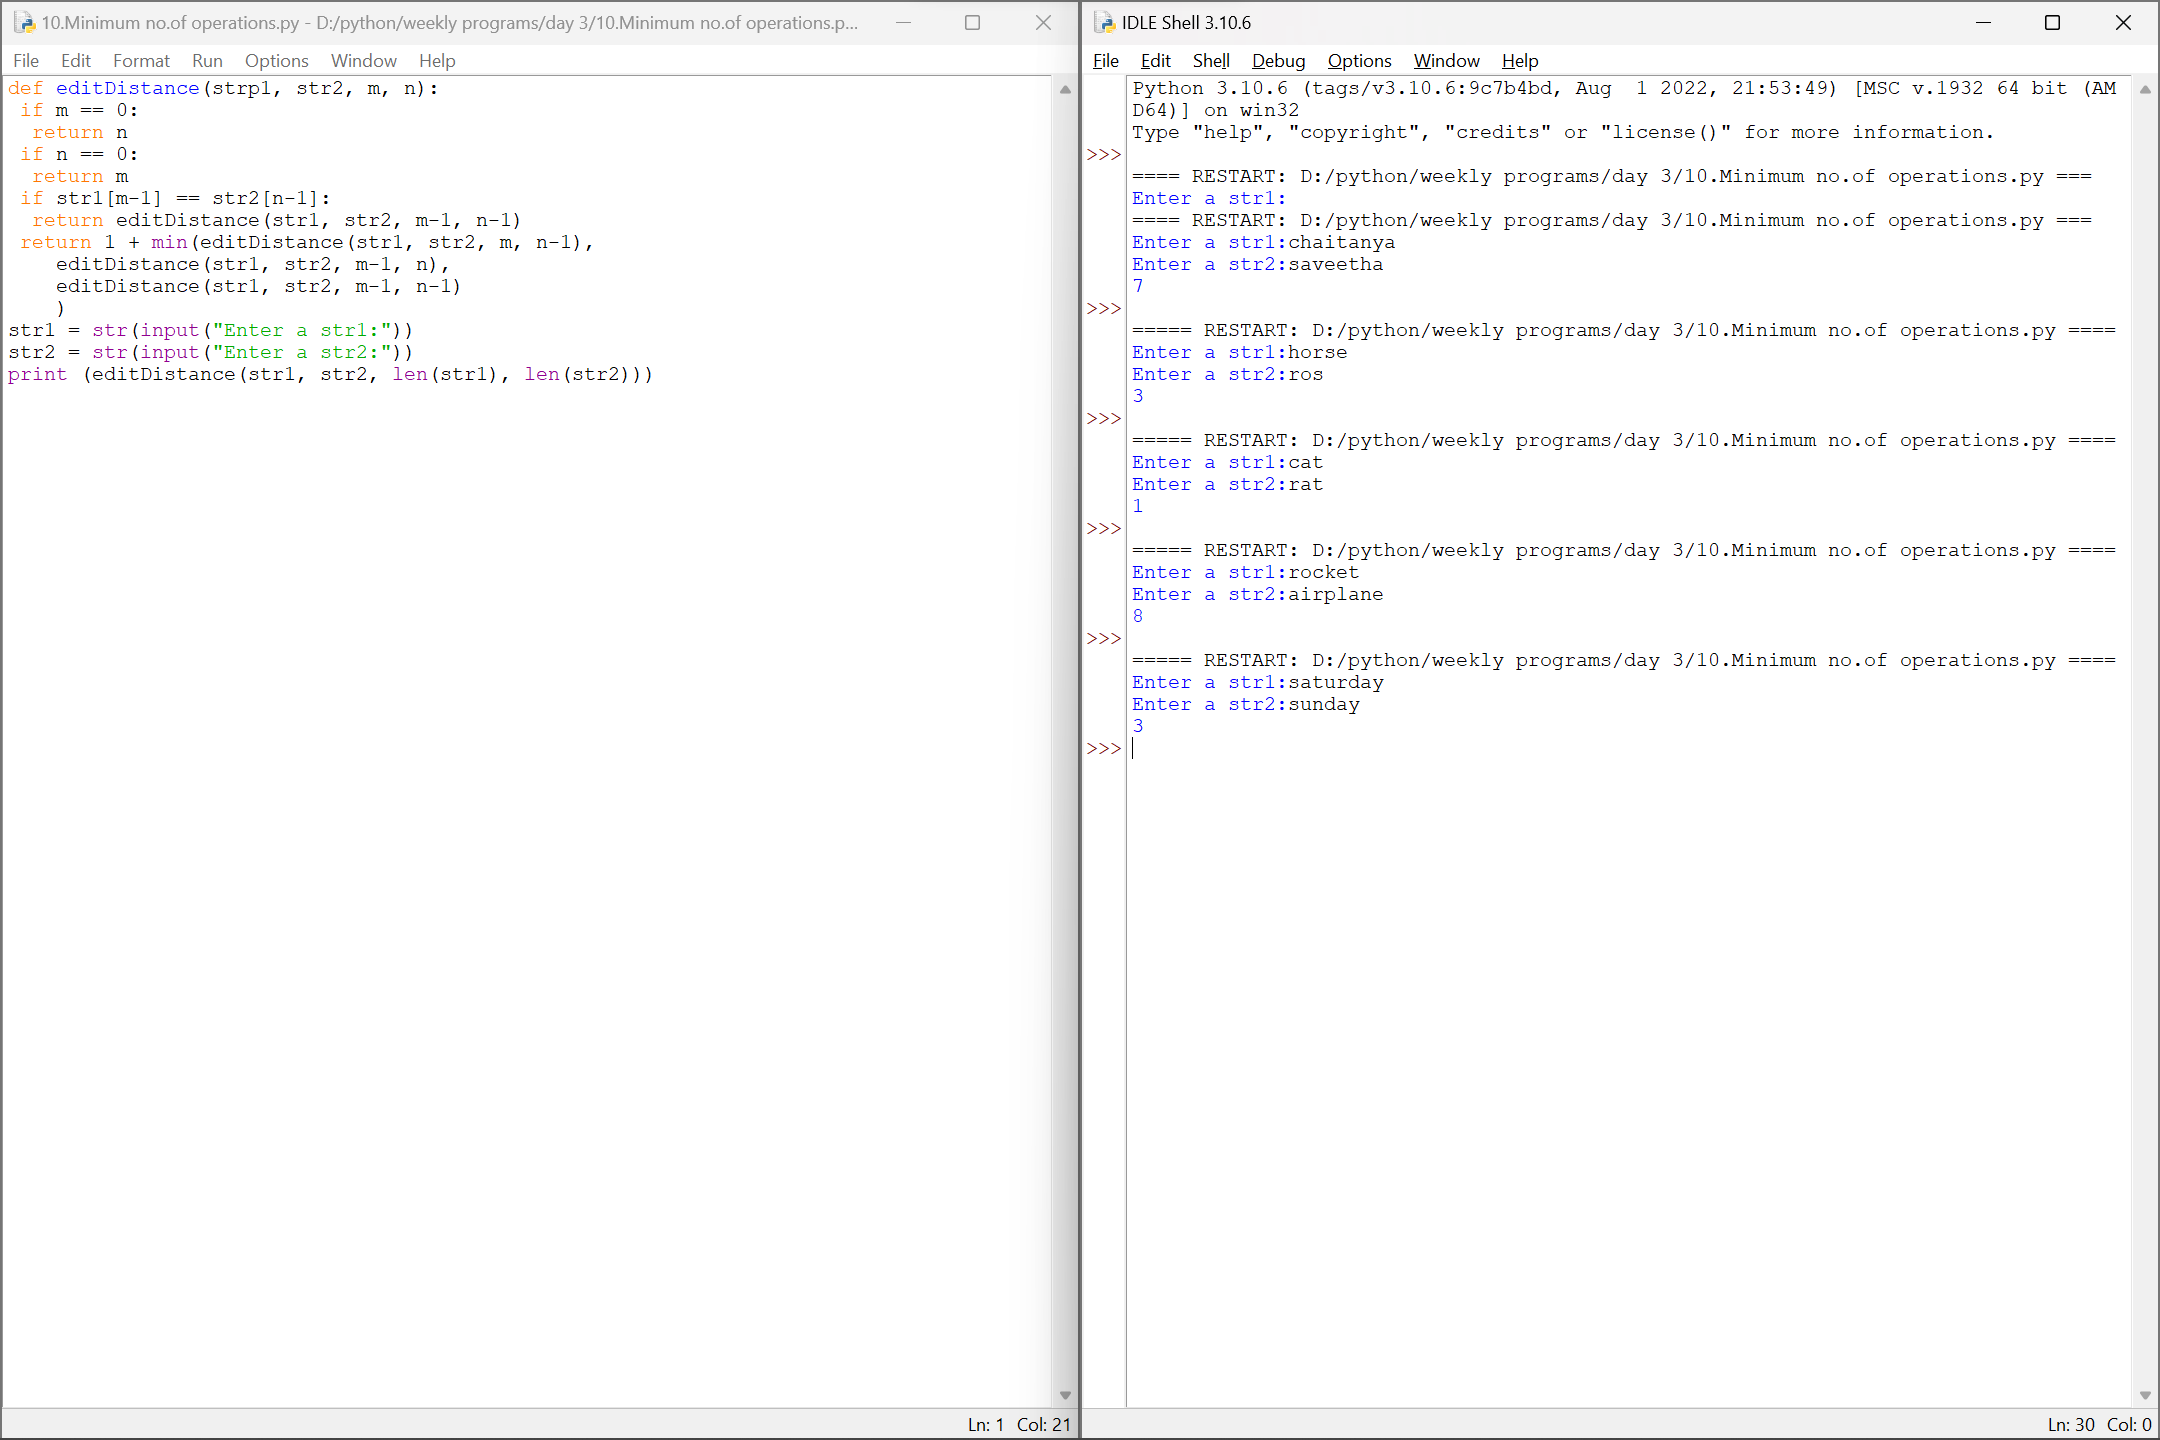 10.Minimum no.of operations.py - D:/python/weekly programs/day 3/10.Minimum no.of operations.p...
File Edit Format Run Options Window Help
def editDistance(strp1, str2, m, n):
 if m == 0:
  return n
 if n == 0:
  return m
 if str1[m-1] == str2[n-1]:
  return editDistance(str1, str2, m-1, n-1)
 return 1 + min(editDistance(str1, str2, m, n-1),
    editDistance(str1, str2, m-1, n),
    editDistance(str1, str2, m-1, n-1)
    )
str1 = str(input("Enter a str1:"))
str2 = str(input("Enter a str2:"))
print (editDistance(str1, str2, len(str1), len(str2)))
Ln: 1 Col: 21
IDLE Shell 3.10.6
File Edit Shell Debug Options Window Help
Python 3.10.6 (tags/v3.10.6:9c7b4bd, Aug  1 2022, 21:53:49) [MSC v.1932 64 bit (AM
D64)] on win32
Type "help", "copyright", "credits" or "license()" for more information.
>>>
==== RESTART: D:/python/weekly programs/day 3/10.Minimum no.of operations.py ===
Enter a str1:
==== RESTART: D:/python/weekly programs/day 3/10.Minimum no.of operations.py ===
Enter a str1:chaitanya
Enter a str2:saveetha
7
>>>
===== RESTART: D:/python/weekly programs/day 3/10.Minimum no.of operations.py ====
Enter a str1:horse
Enter a str2:ros
3
>>>
===== RESTART: D:/python/weekly programs/day 3/10.Minimum no.of operations.py ====
Enter a str1:cat
Enter a str2:rat
1
>>>
===== RESTART: D:/python/weekly programs/day 3/10.Minimum no.of operations.py ====
Enter a str1:rocket
Enter a str2:airplane
8
>>>
===== RESTART: D:/python/weekly programs/day 3/10.Minimum no.of operations.py ====
Enter a str1:saturday
Enter a str2:sunday
3
>>>
Ln: 30 Col: 0